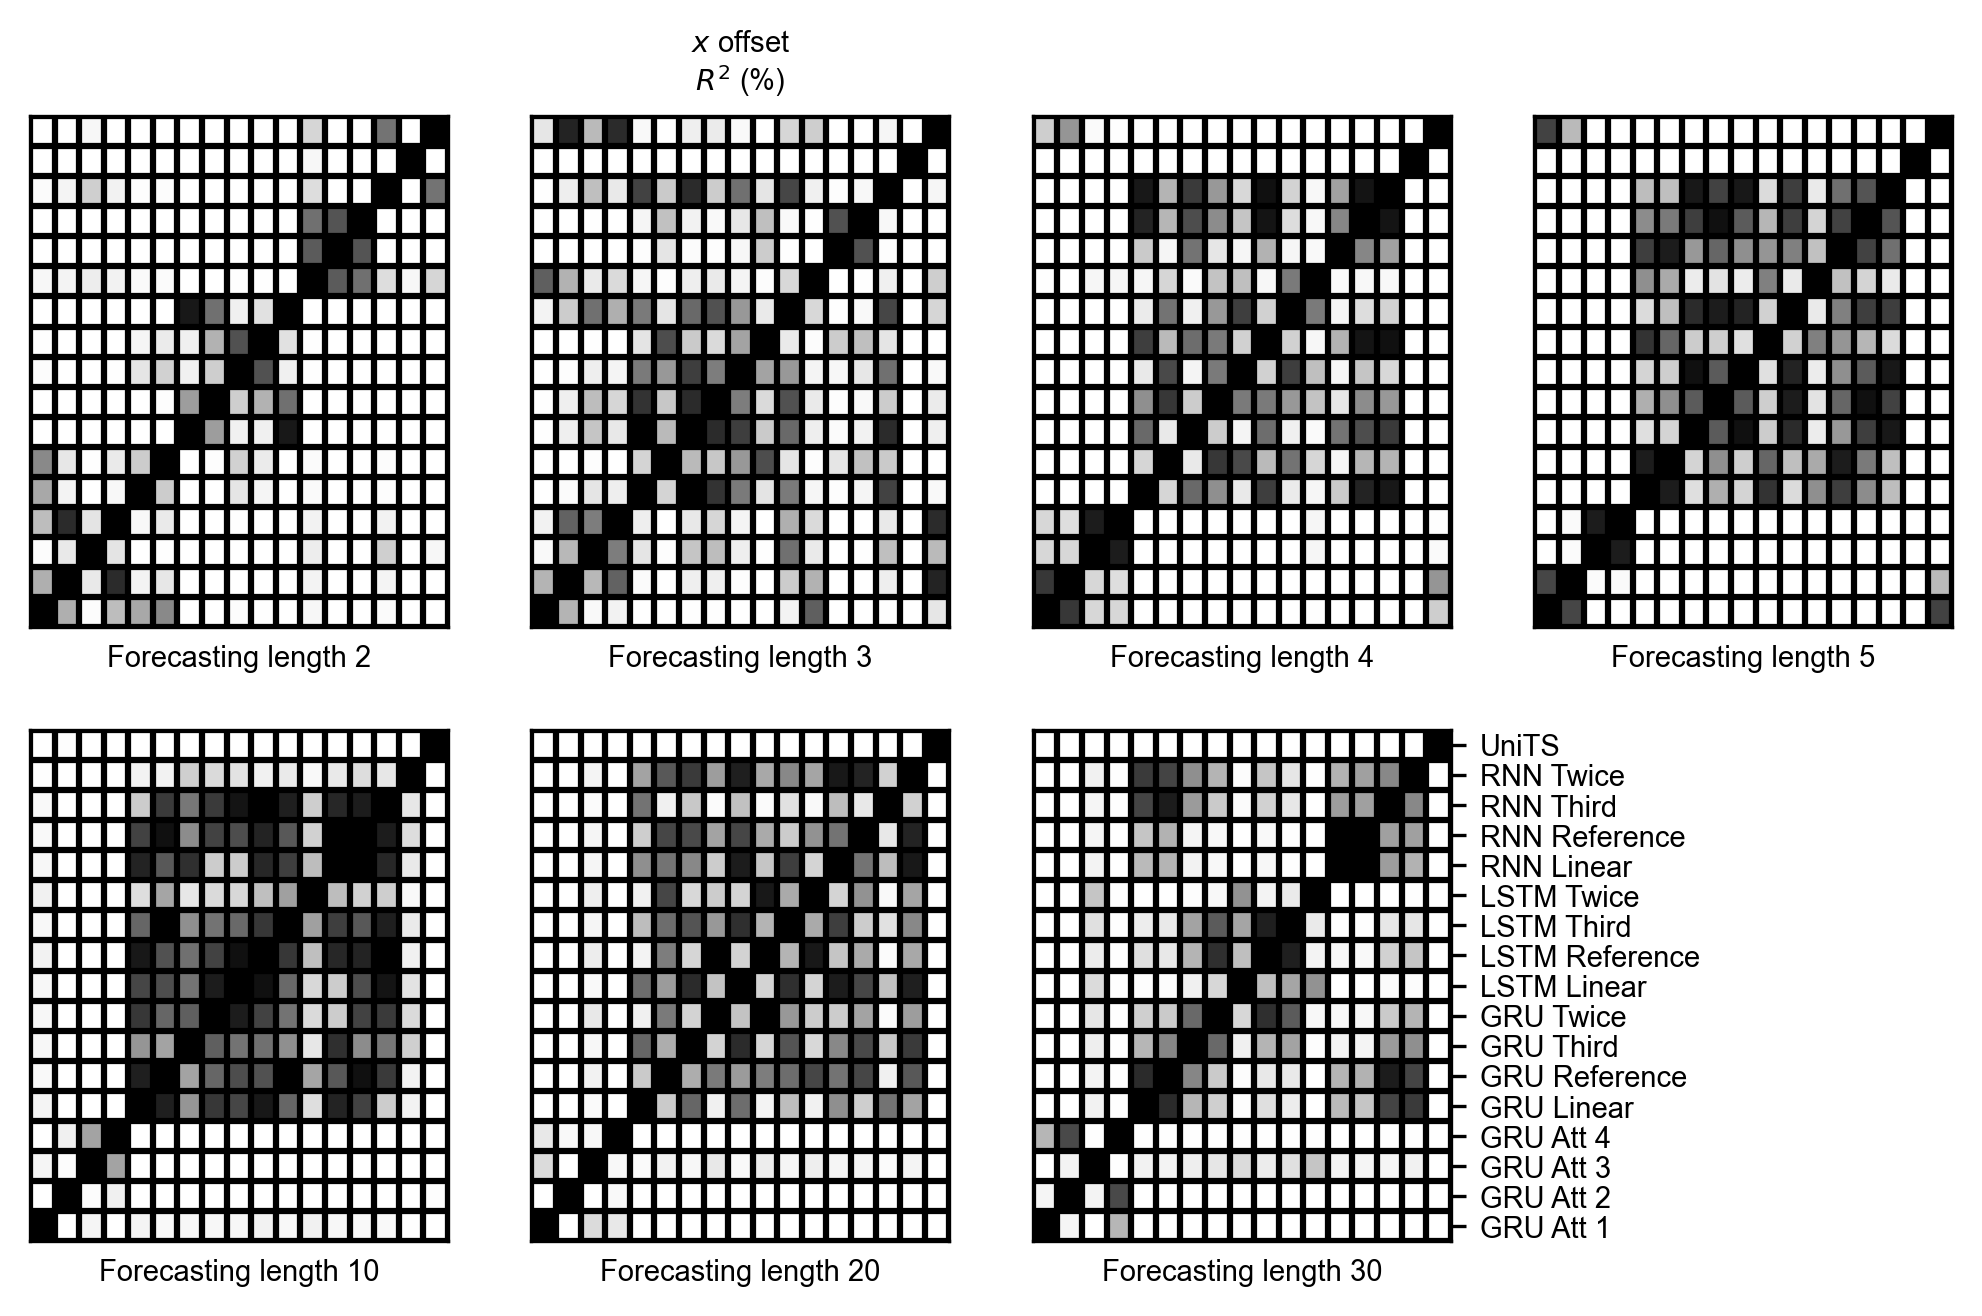 x offset
R² (%)
Forecasting length 2
Forecasting length 3
Forecasting length 4
Forecasting length 5
UniTS
RNN Twice
RNN Third
RNN Reference
RNN Linear
LSTM Twice
LSTM Third
LSTM Reference
LSTM Linear
GRU Twice
GRU Third
GRU Reference
GRU Linear
GRU Att 4
GRU Att 3
GRU Att 2
GRU Att 1
Forecasting length 10
Forecasting length 20
Forecasting length 30